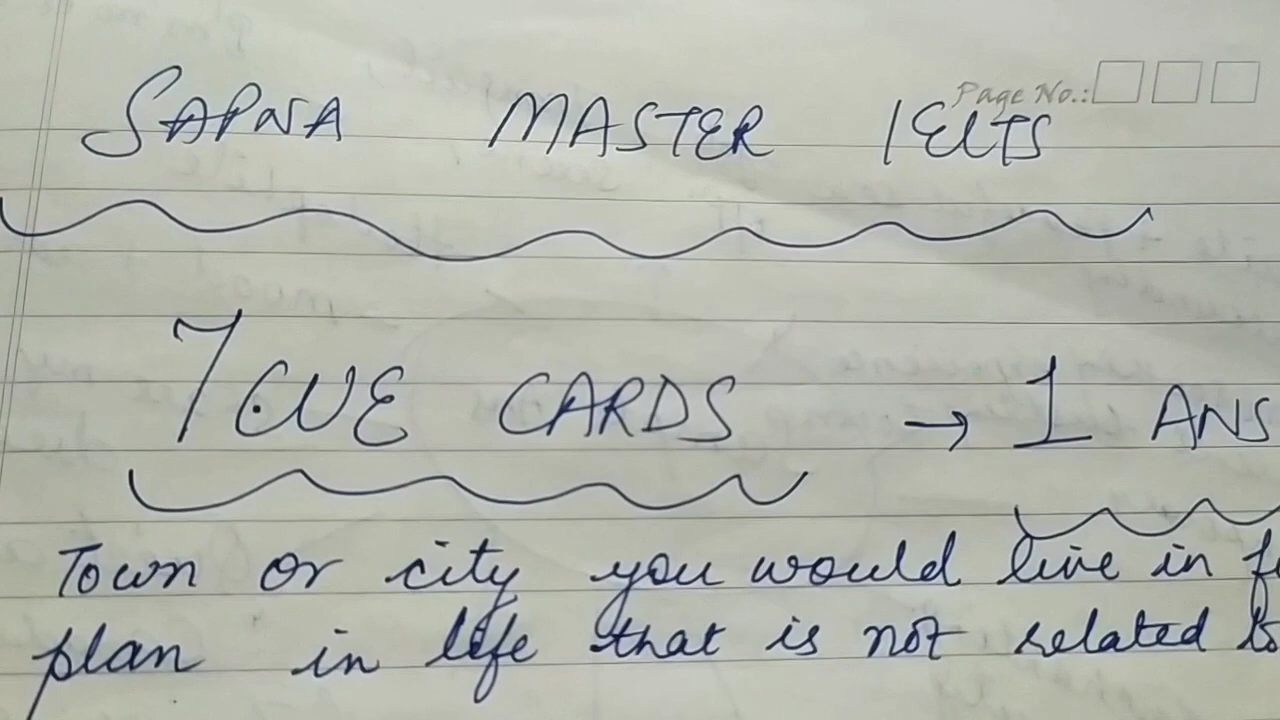 Page No.:
SAPNA MASTER IELTS
7 CUE CARDS → 1 ANS
Town or city you would live in
plan in life that is not related to